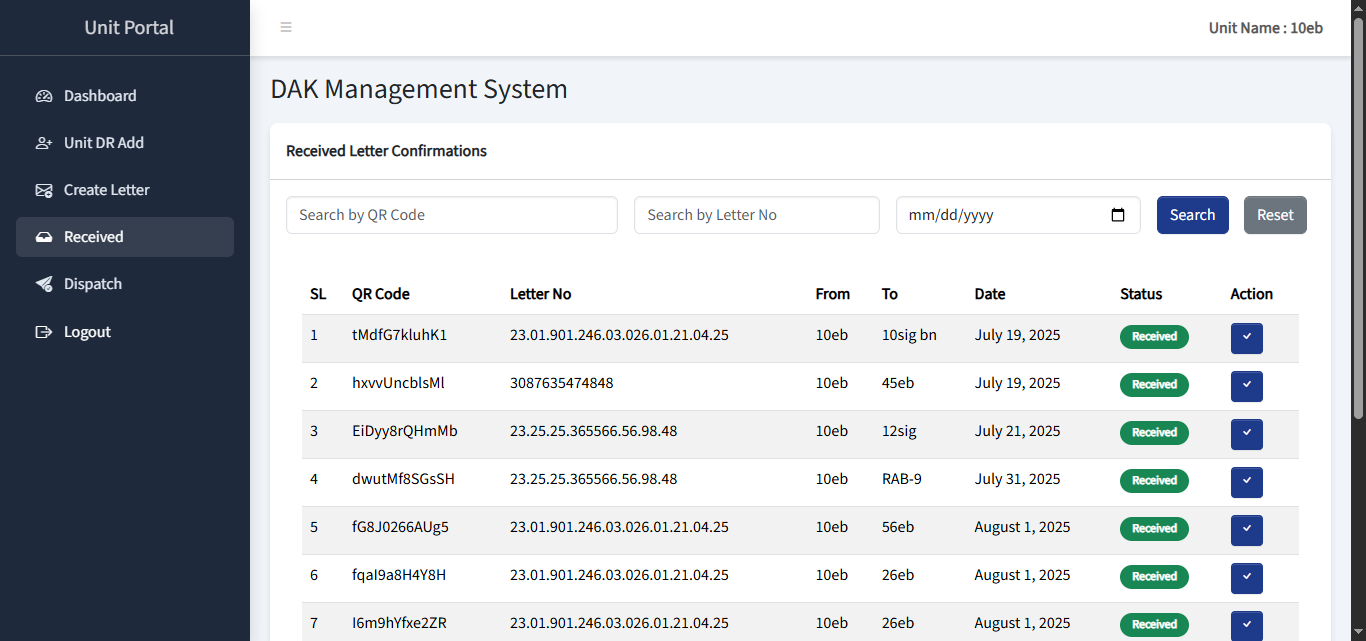 Unit Portal
Unit Name : 10eb
Dashboard
Unit DR Add
Create Letter
Received
Dispatch
Logout
DAK Management System
Received Letter Confirmations
Search by QR Code Search by Letter No mm/dd/yyyy Search Reset
SL QR Code Letter No From To Date Status Action
1 tMdfG7kluhK1 23.01.901.246.03.026.01.21.04.25 10eb 10sig bn July 19, 2025 Received
2 hxvvUncblsMl 3087635474848 10eb 45eb July 19, 2025 Received
3 EiDyy8rQHmMb 23.25.25.365566.56.98.48 10eb 12sig July 21, 2025 Received
4 dwutMf8SGsSH 23.25.25.365566.56.98.48 10eb RAB-9 July 31, 2025 Received
5 fG8J0266AUg5 23.01.901.246.03.026.01.21.04.25 10eb 56eb August 1, 2025 Received
6 fqaI9a8H4Y8H 23.01.901.246.03.026.01.21.04.25 10eb 26eb August 1, 2025 Received
7 I6m9hYfxe2ZR 23.01.901.246.03.026.01.21.04.25 10eb 26eb August 1, 2025 Received